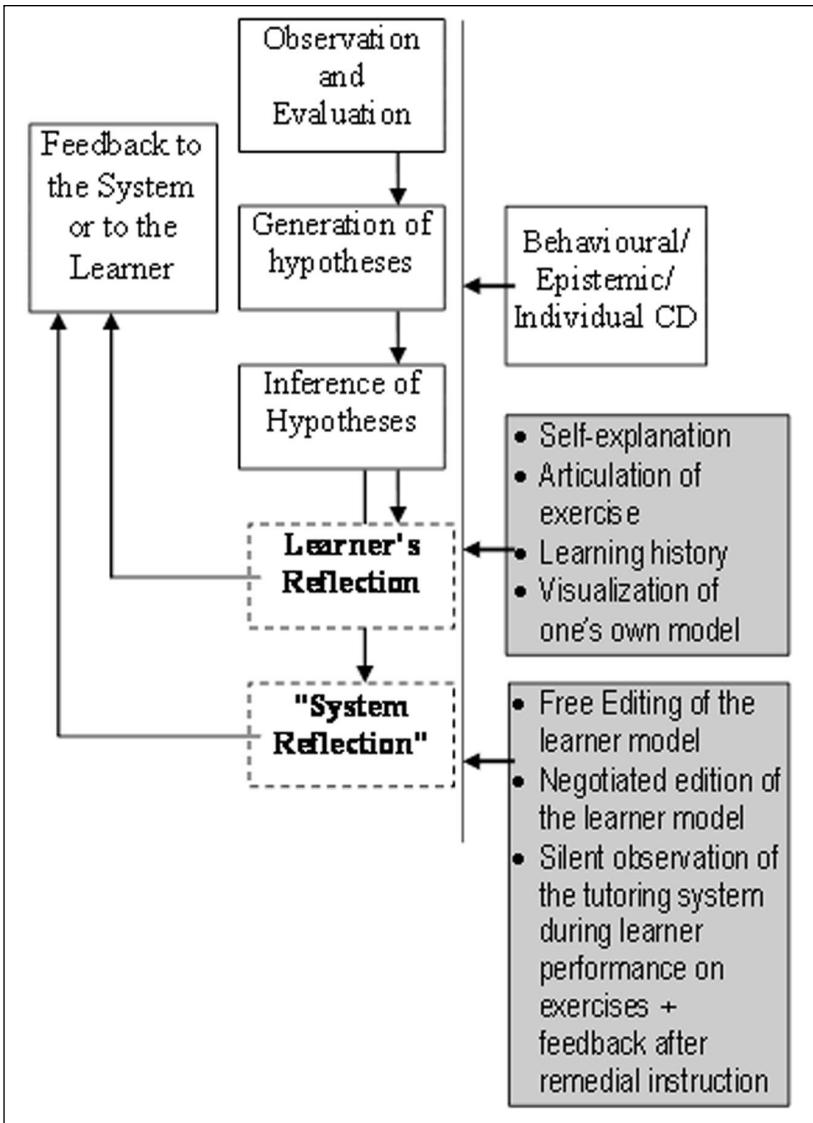 Observation
and
Evaluation
Feedback to
the System
or to the
Learner
Generation of
hypotheses
Behavioural/
Epistemic/
Individual CD
Inference of
Hypotheses
• Self-explanation
• Articulation of
exercise
• Learning history
• Visualization of
one's own model
Learner's
Reflection
"System
Reflection"
• Free Editing of the
learner model
• Negotiated edition of
the learner model
• Silent observation of
the tutoring system
during learner
performance on
exercises +
feedback after
remedial instruction